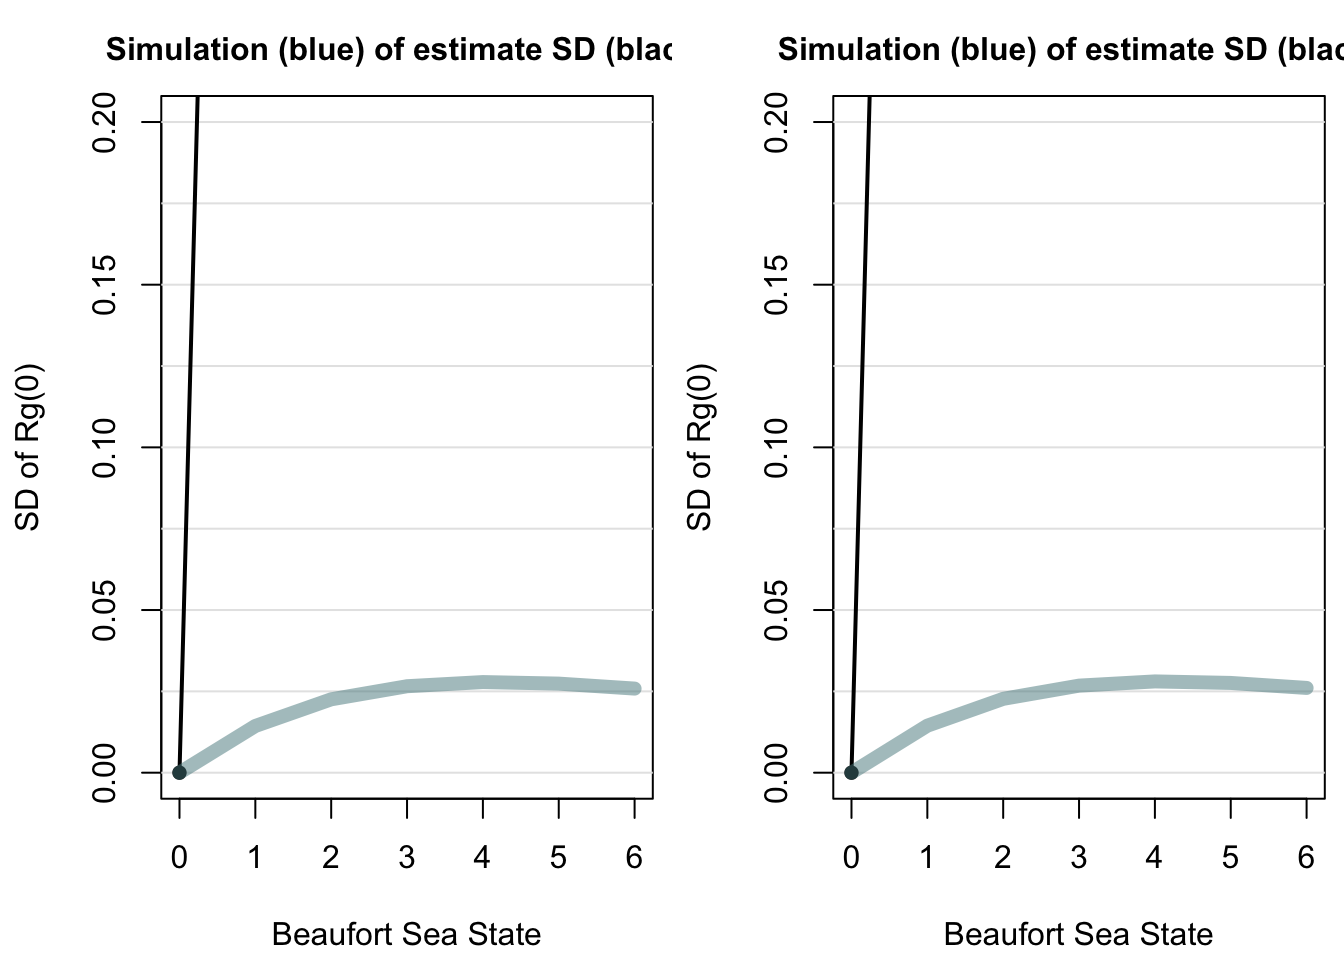 Simulation (blue) of estimate SD (blac
SD of Rg(0)
0.20
0.15
0.10
0.05
0.00
0 1 2 3 4 5 6
Beaufort Sea State
Simulation (blue) of estimate SD (blac
SD of Rg(0)
0.20
0.15
0.10
0.05
0.00
0 1 2 3 4 5 6
Beaufort Sea State